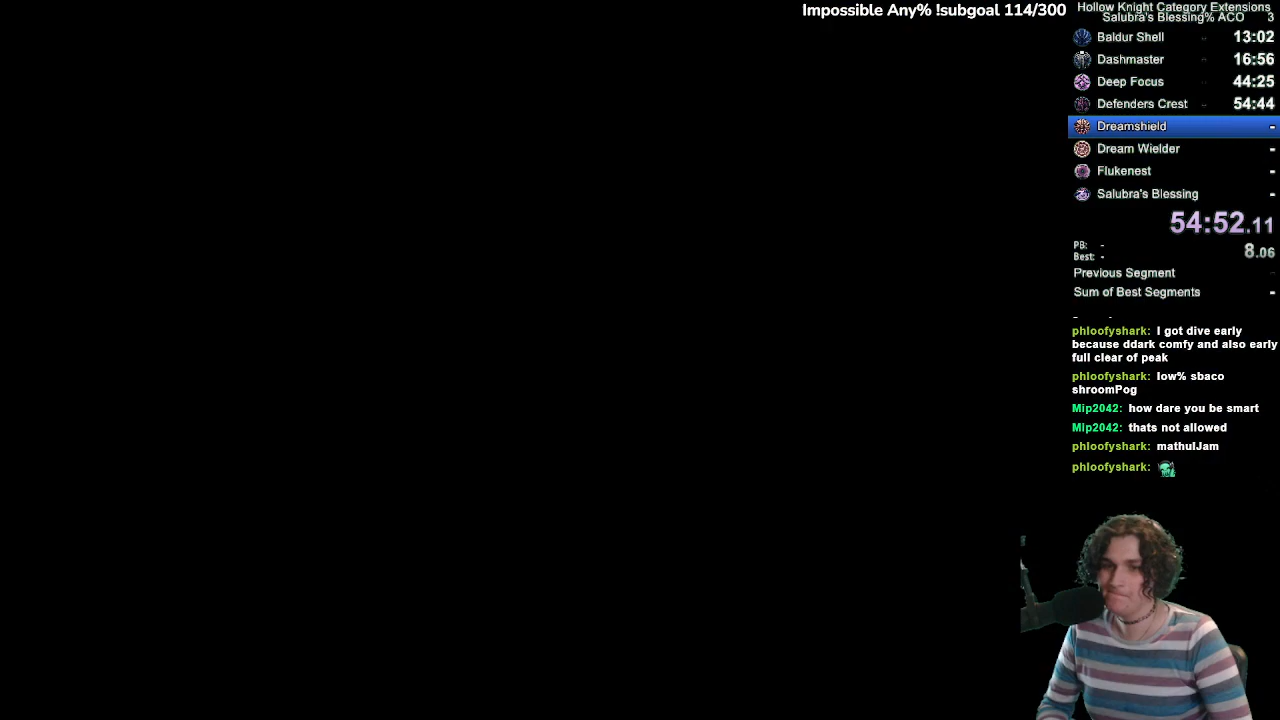 Impossible Any% !subgoal 114/300
Hollow Knight Category Extensions
Salubra's Blessing% ACO 3
Baldur Shell -- 13:02
Dashmaster -- 16:56
Deep Focus -- 44:25
Defenders Crest -- 54:44
Dreamshield -
Dream Wielder -
Flukenest -
Salubra's Blessing -
54:52.11
PB: -
Best: - 8.06
Previous Segment
Sum of Best Segments -
phloofyshark: I got dive early
because ddark comfy and also early
full clear of peak
phloofyshark: low% sbaco
shroomPog
Mip2042: how dare you be smart
Mip2042: thats not allowed
phloofyshark: mathulJam
phloofyshark: